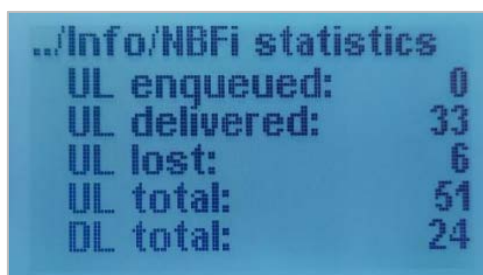 .../Info/NBFi statistics
UL enqueued: 0
UL delivered: 33
UL lost: 6
UL total: 51
DL total: 24